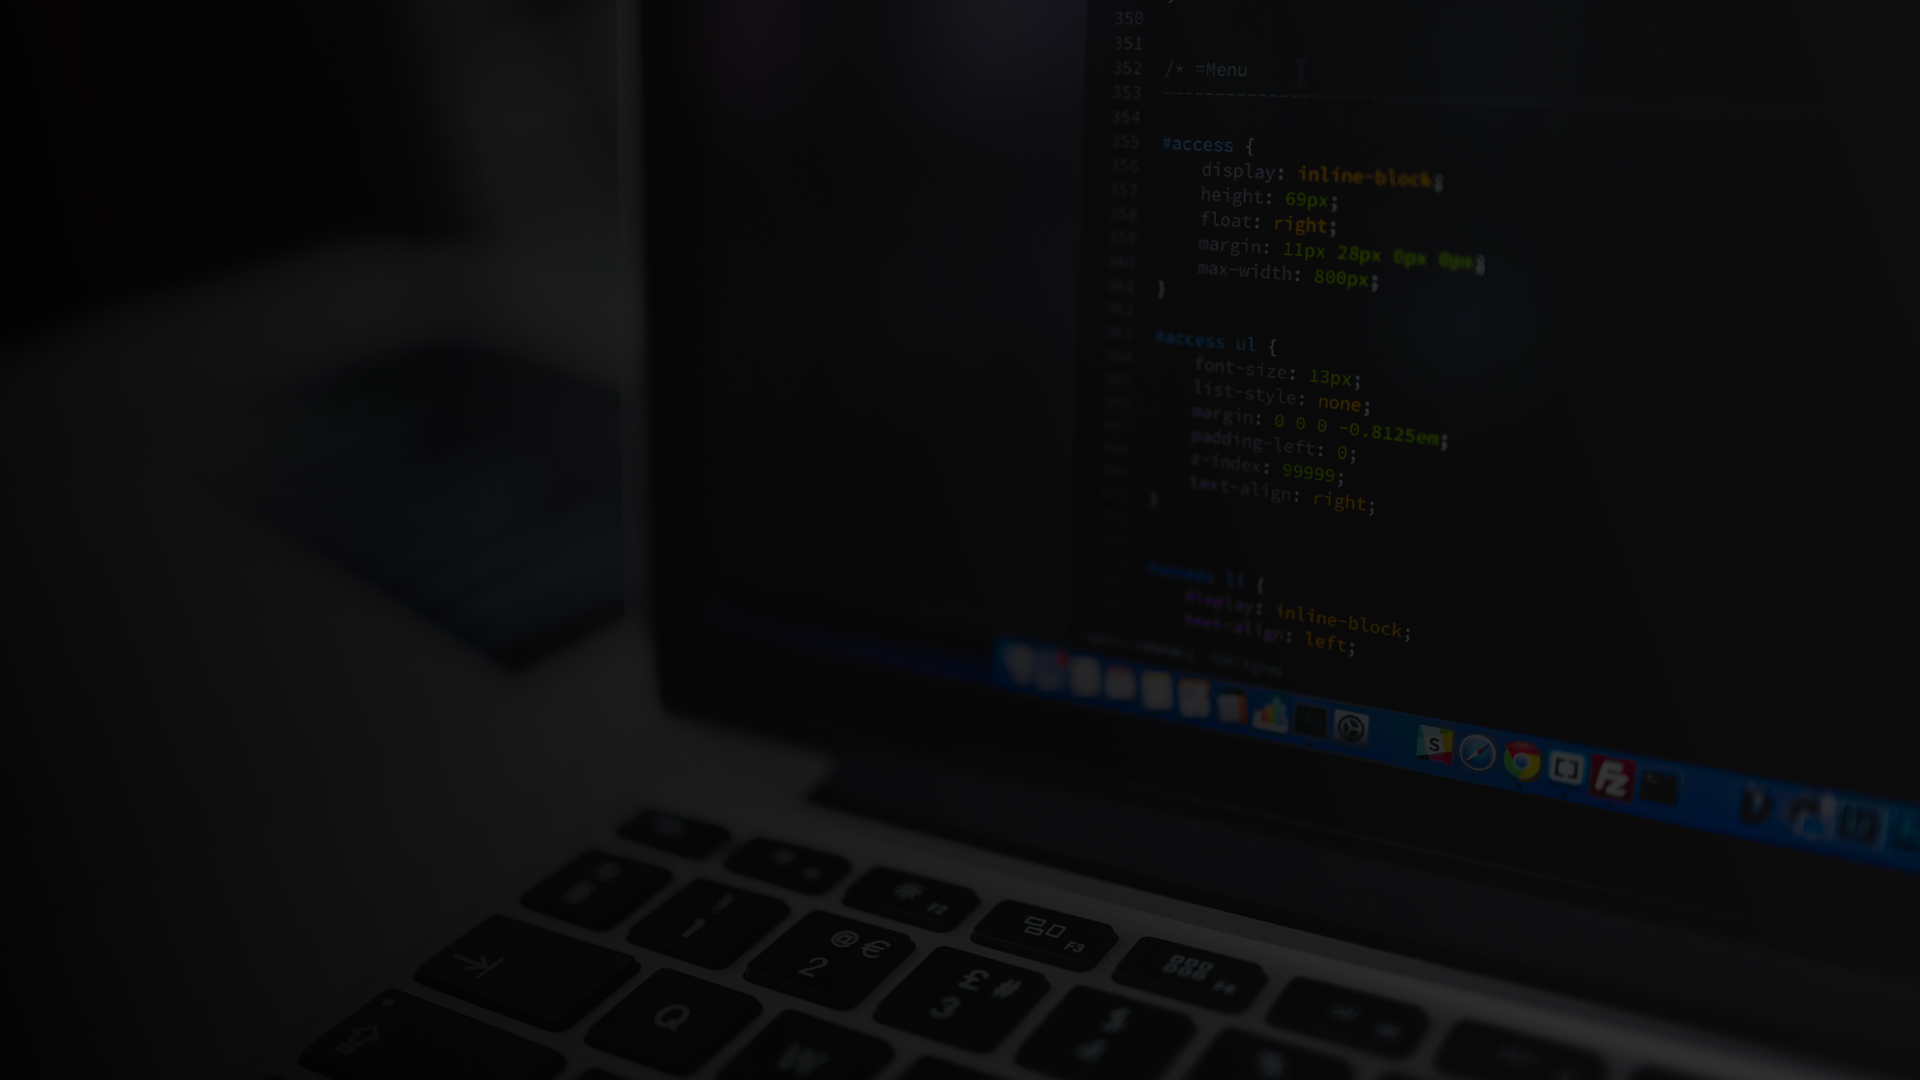 350
351
352 /* =Menu
353 --------------------
354
355 #access {
356 display: inline-block;
357 height: 69px;
358 float: right;
359 margin: 11px 28px 0px 0px;
360 max-width: 800px;
361 }
362
363 #access ul {
font-size: 13px;
list-style: none;
margin: 0 0 0 -0.8125em;
padding-left: 0;
z-index: 99999;
text-align: right;
}
#access li {
display: inline-block;
text-align: left;
S
Fz
F2
F3
F4
! 1
@ € 2
£ # 3
$ 4
%
Q
W